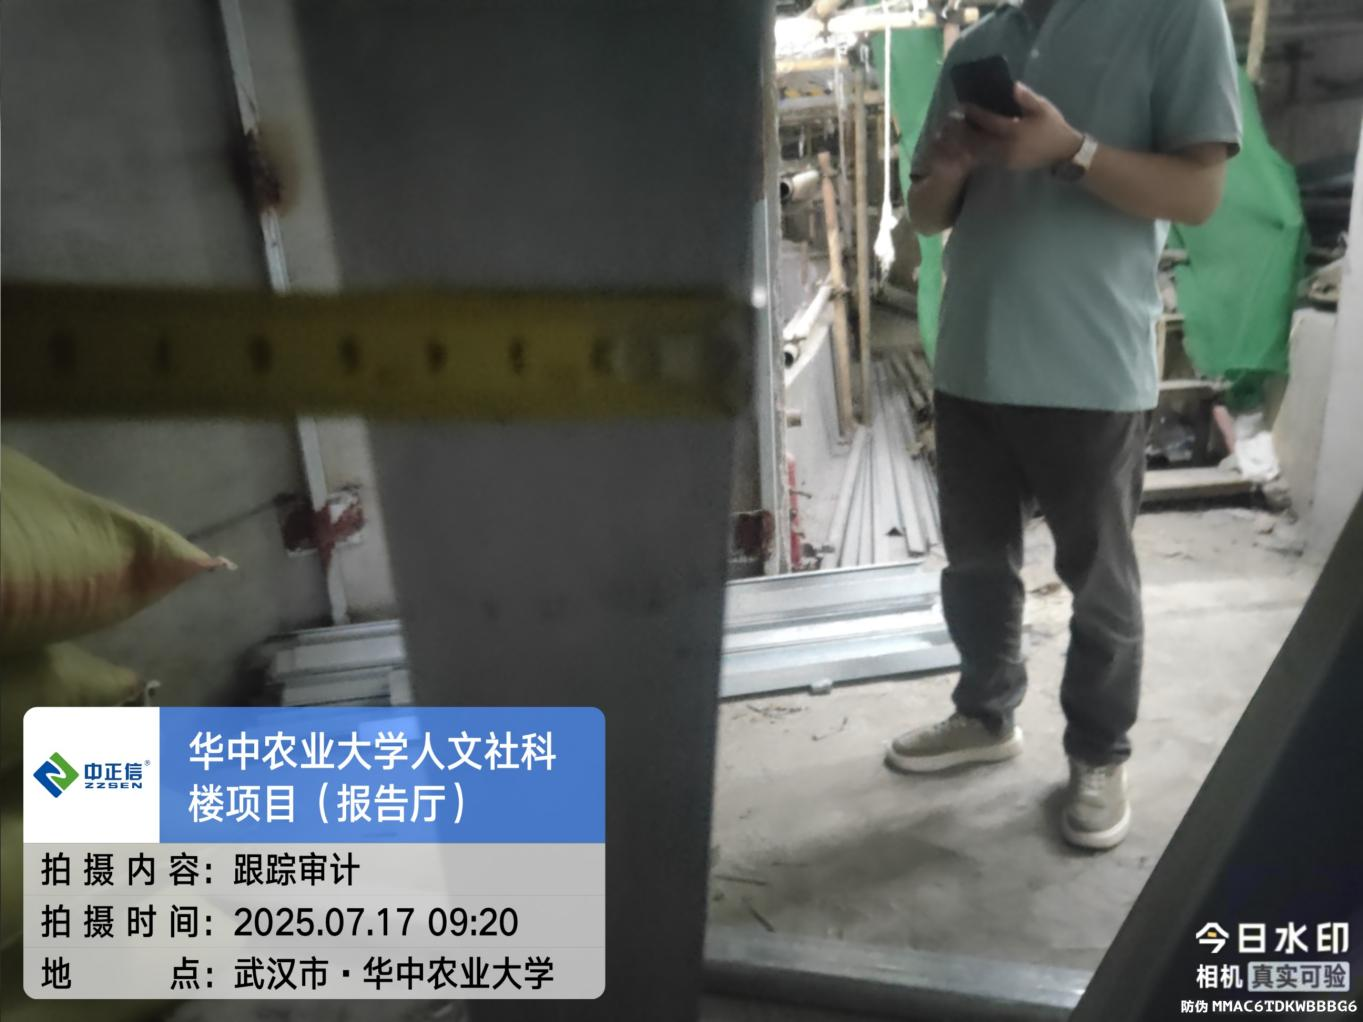 中正信®
ZZSEN
华中农业大学人文社科
楼项目（报告厅）
拍摄内容：跟踪审计
拍摄时间：2025.07.17 09:20
地点：武汉市·华中农业大学
今日水印
相机 真实可验
防伪 MMAC6TDKWBBBG6